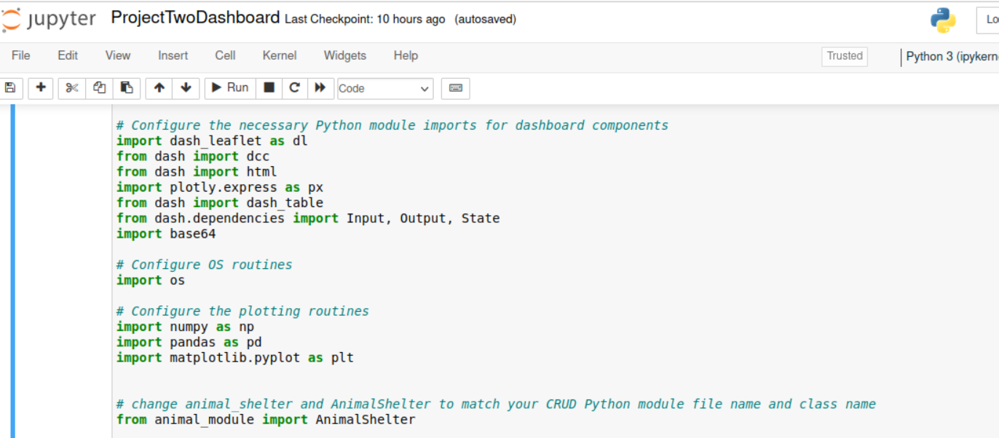 jupyter ProjectTwoDashboard Last Checkpoint: 10 hours ago (autosaved)
File Edit View Insert Cell Kernel Widgets Help Trusted Python 3 (ipykern
Run Code
# Configure the necessary Python module imports for dashboard components
import dash_leaflet as dl
from dash import dcc
from dash import html
import plotly.express as px
from dash import dash_table
from dash.dependencies import Input, Output, State
import base64
# Configure OS routines
import os
# Configure the plotting routines
import numpy as np
import pandas as pd
import matplotlib.pyplot as plt
# change animal_shelter and AnimalShelter to match your CRUD Python module file name and class name
from animal_module import AnimalShelter